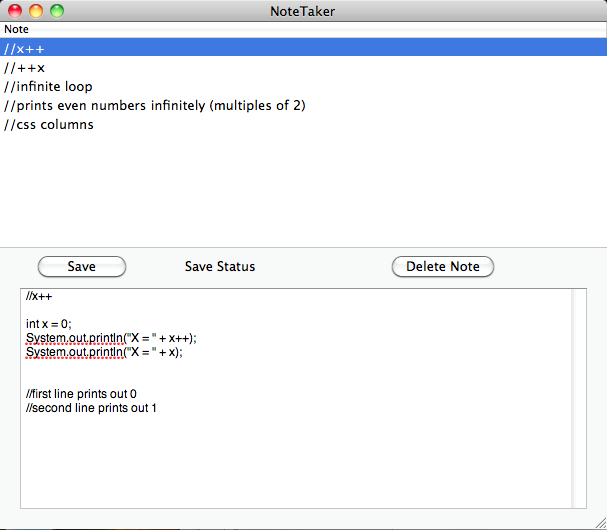 NoteTaker
Note
//x++
//++x
//infinite loop
//prints even numbers infinitely (multiples of 2)
//css columns
Save
Save Status
Delete Note
//x++
int x = 0;
System.out.println("X = " + x++);
System.out.println("X = " + x);
//first line prints out 0
//second line prints out 1